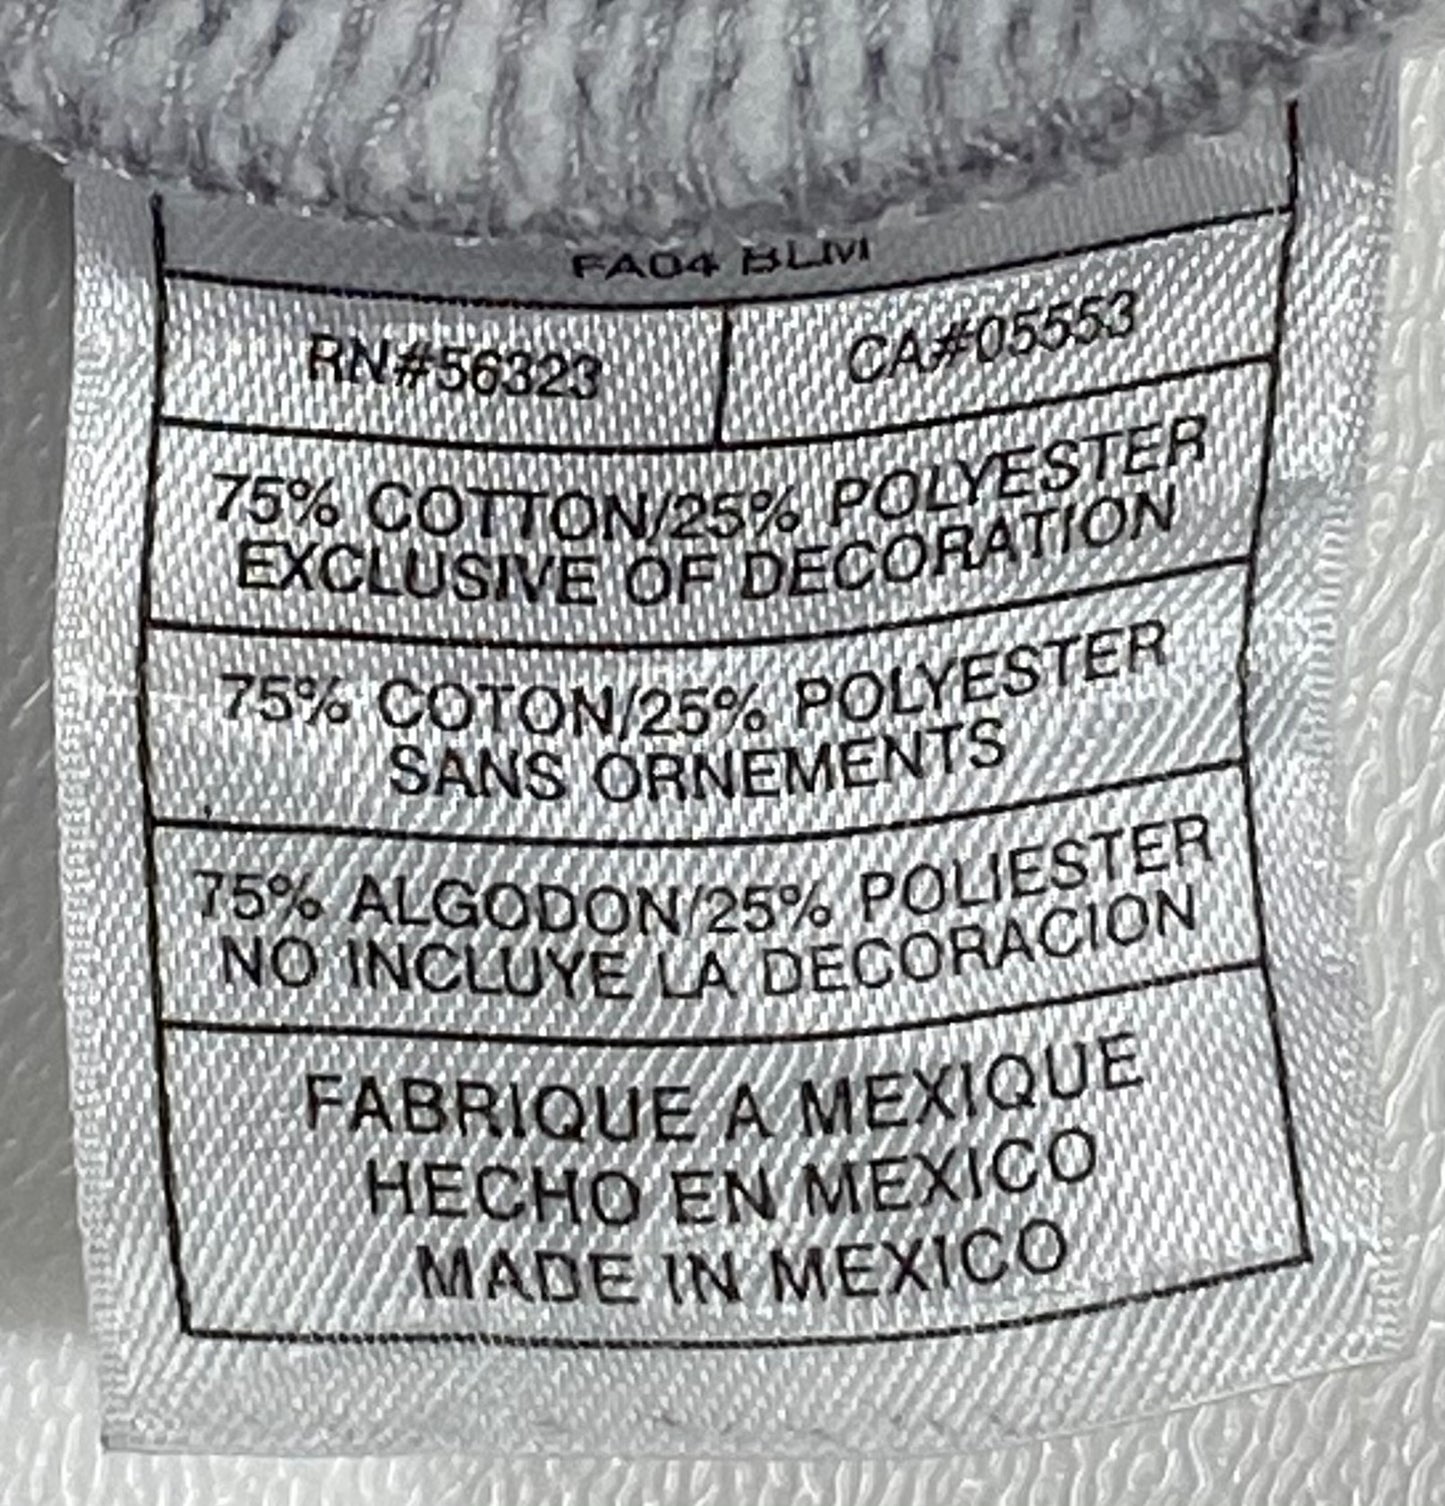 FA04 BLM
RN#56323 CA#05553
75% COTTON/25% POLYESTER
EXCLUSIVE OF DECORATION
75% COTON/25% POLYESTER
SANS ORNEMENTS
75% ALGODON/25% POLIESTER
NO INCLUYE LA DECORACION
FABRIQUE A MEXIQUE
HECHO EN MEXICO
MADE IN MEXICO